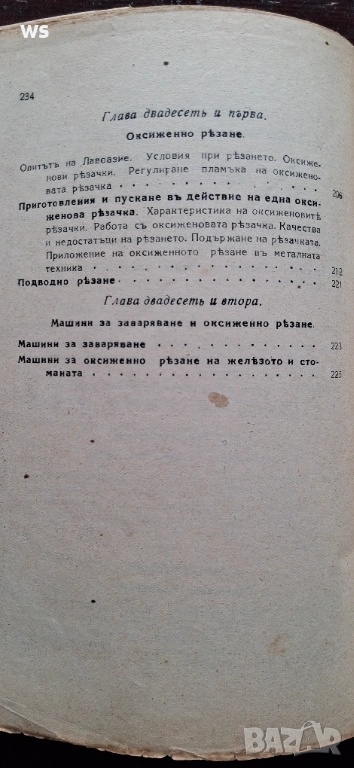 WS
234
Глава двадесеть и първа.
Оксиженно рѣзане.
Опитътъ на Лавоазие. Условия при рѣзането. Оксиже-
нови рѣзачки. Регулиране пламъка на оксижено-
вата рѣзачка 206
Приготовления и пускане въ действие на една окси-
женова рѣзачка. Характеристика на оксиженовитѣ
рѣзачки. Работа съ оксиженовата рѣзачка. Качества
и недостатъци на рѣзането. Подържане на рѣзачката.
Приложение на оксиженното рѣзане въ металната
техника 212
Подводно рѣзане 221
Глава двадесеть и втора.
Машини за заваряване и оксиженно рѣзане.
Машини за заваряване 223
Машини за оксиженно рѣзане на желѣзото и сто-
маната 225
bazar.bg